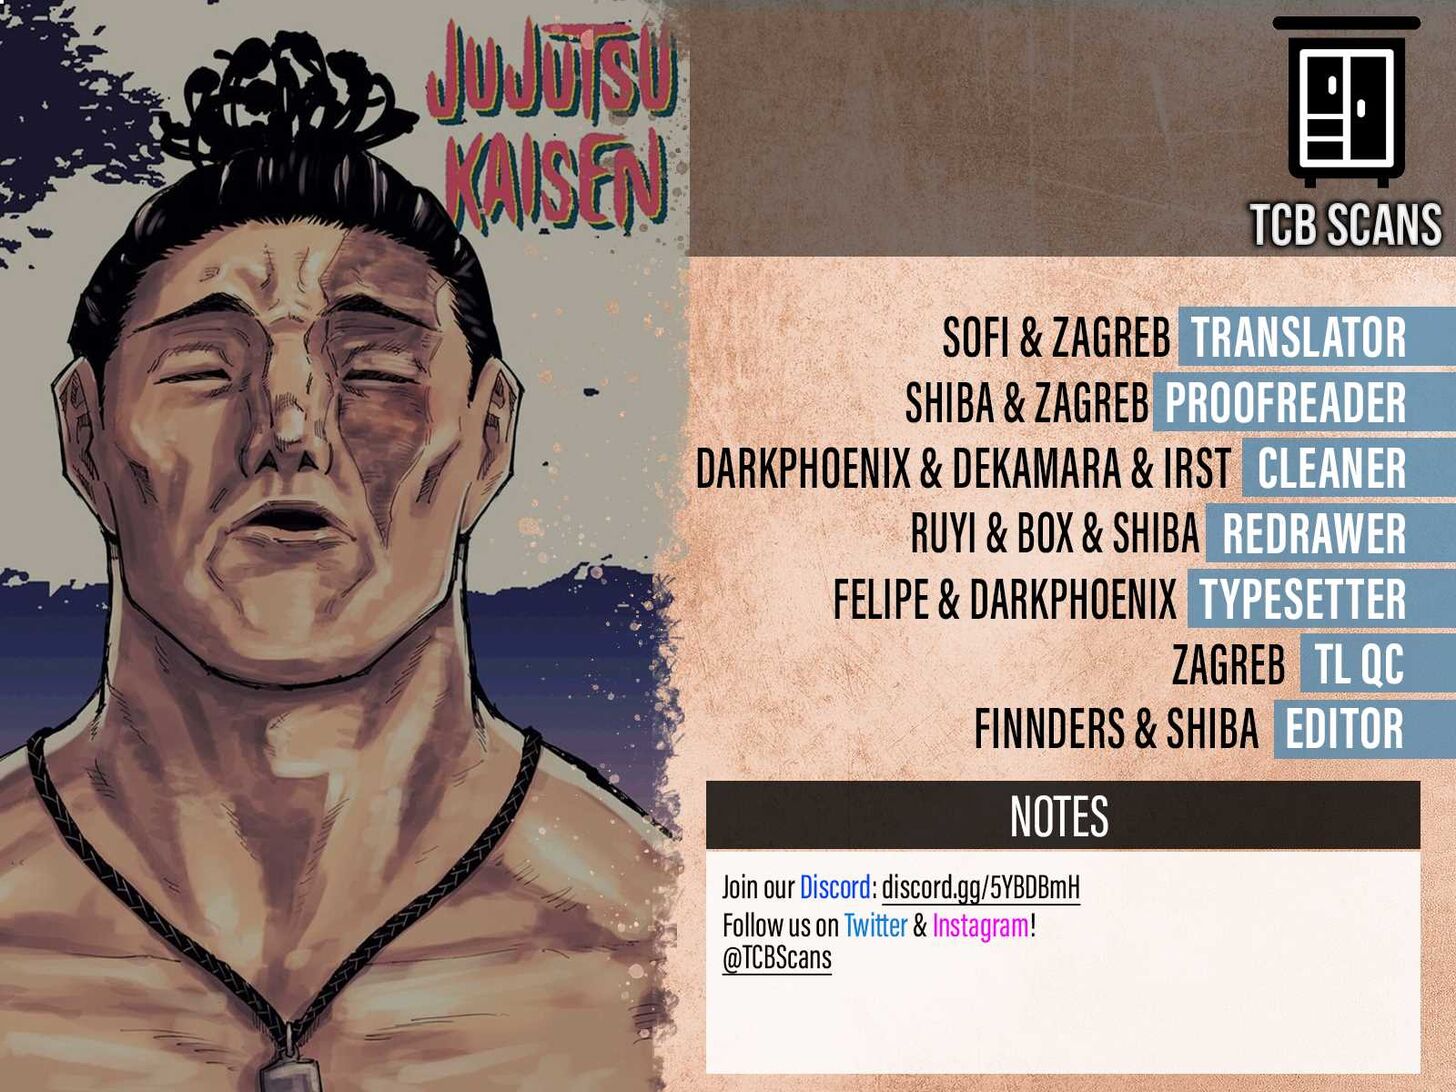 JUJUTSU
KAISEN
TCB SCANS
SOFI & ZAGREB TRANSLATOR
SHIBA & ZAGREB PROOFREADER
DARKPHOENIX & DEKAMARA & IRST CLEANER
RUYI & BOX & SHIBA REDRAWER
FELIPE & DARKPHOENIX TYPESETTER
ZAGREB TL QC
FINNDERS & SHIBA EDITOR
NOTES
Join our Discord: discord.gg/5YBDBmH
Follow us on Twitter & Instagram!
@TCBScans